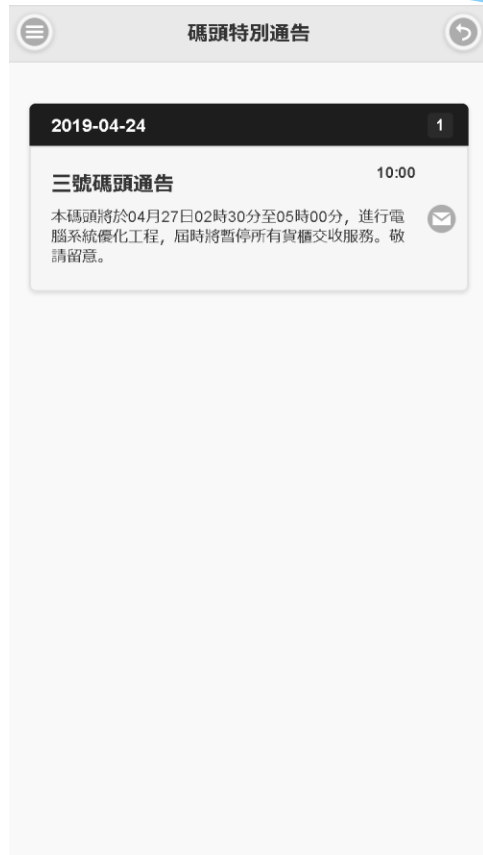 碼頭特別通告
2019-04-24 1
三號碼頭通告 10:00
本碼頭將於04月27日02時30分至05時00分，進行電
腦系統優化工程，屆時將暫停所有貨櫃交收服務。敬
請留意。